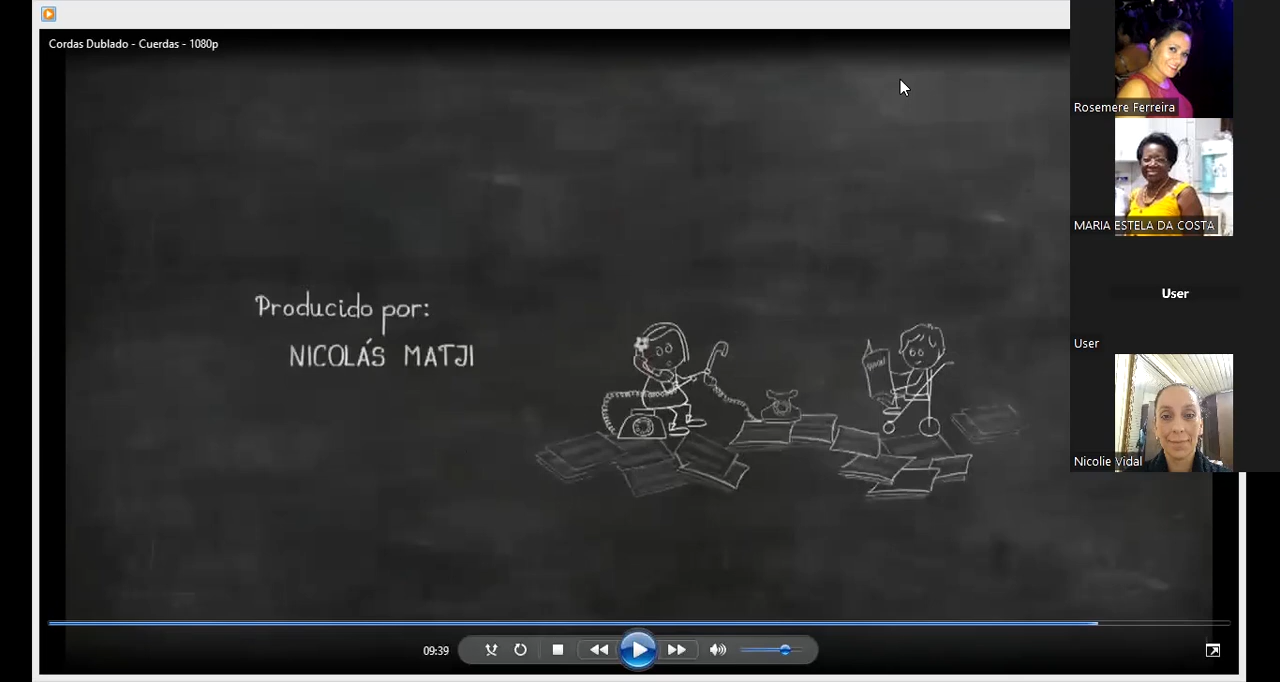 Cordas Dublado - Cuerdas - 1080p
Producido por:
NICOLÁS MATJI
09:39
Rosemere Ferreira
MARIA ESTELA DA COSTA
User
User
Nicolie Vidal